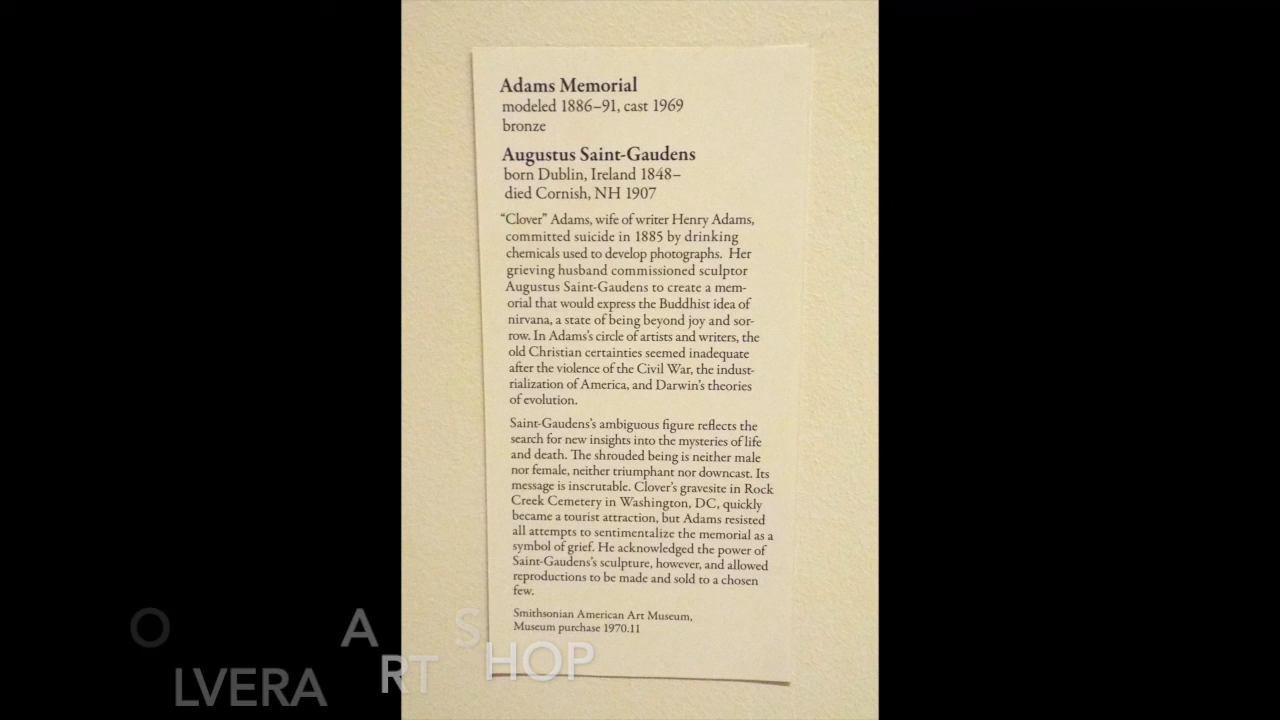 Adams Memorial
modeled 1886–91, cast 1969
bronze
Augustus Saint-Gaudens
born Dublin, Ireland 1848–
died Cornish, NH 1907
“Clover” Adams, wife of writer Henry Adams,
committed suicide in 1885 by drinking
chemicals used to develop photographs. Her
grieving husband commissioned sculptor
Augustus Saint-Gaudens to create a mem-
orial that would express the Buddhist idea of
nirvana, a state of being beyond joy and sor-
row. In Adams’s circle of artists and writers, the
old Christian certainties seemed inadequate
after the violence of the Civil War, the indust-
rialization of America, and Darwin’s theories
of evolution.
Saint-Gaudens’s ambiguous figure reflects the
search for new insights into the mysteries of life
and death. The shrouded being is neither male
nor female, neither triumphant nor downcast. Its
message is inscrutable. Clover’s gravesite in Rock
Creek Cemetery in Washington, DC, quickly
became a tourist attraction, but Adams resisted
all attempts to sentimentalize the memorial as a
symbol of grief. He acknowledged the power of
Saint-Gaudens’s sculpture, however, and allowed
reproductions to be made and sold to a chosen
few.
Smithsonian American Art Museum,
Museum purchase 1970.11
OLVERA ART SHOP